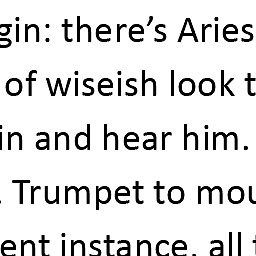 gin: there’s Aries
of wiseish look t
in and hear him.
. Trumpet to mou
ent instance, all t